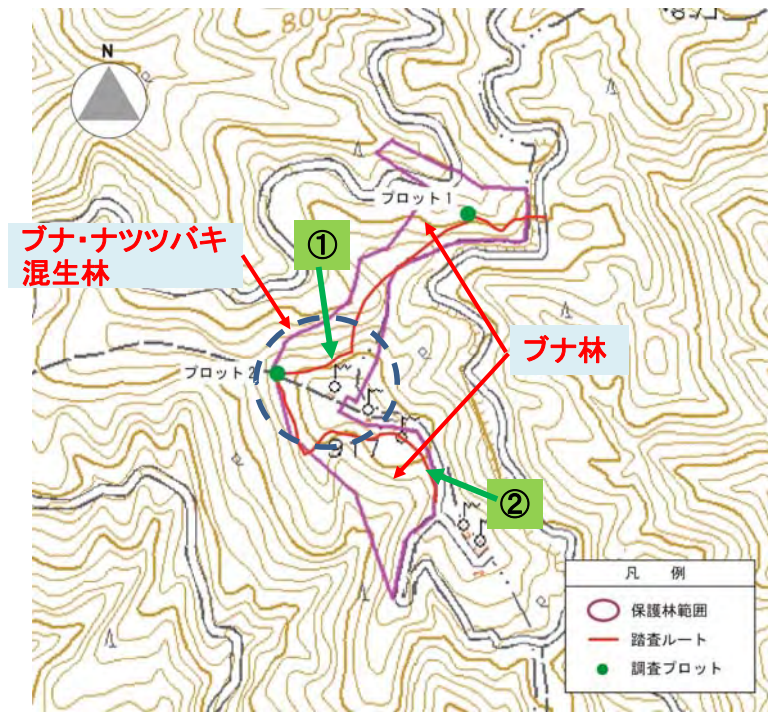 N
プロット1
ブナ・ナツツバキ
混生林
①
ブナ林
プロット2
917
②
凡 例
保護林範囲
踏査ルート
調査プロット